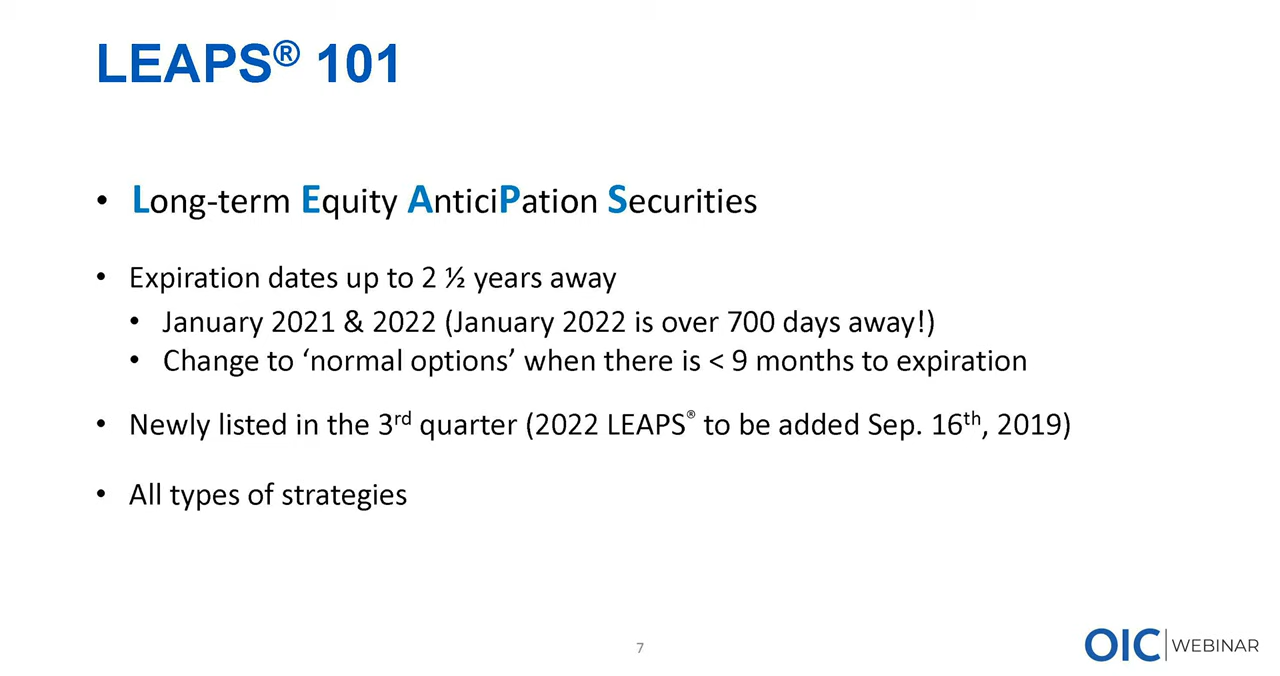 LEAPS® 101
• Long-term Equity AnticiPation Securities
• Expiration dates up to 2 ½ years away
• January 2021 & 2022 (January 2022 is over 700 days away!)
• Change to ‘normal options’ when there is < 9 months to expiration
• Newly listed in the 3rd quarter (2022 LEAPS® to be added Sep. 16th, 2019)
• All types of strategies
7
OIC | WEBINAR